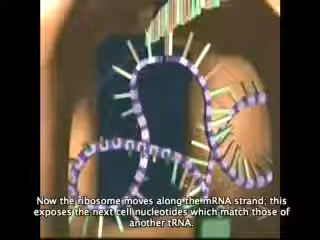 Now the ribosome moves along the mRNA strand; this
exposes the next cell nucleotides which match those of
another tRNA.